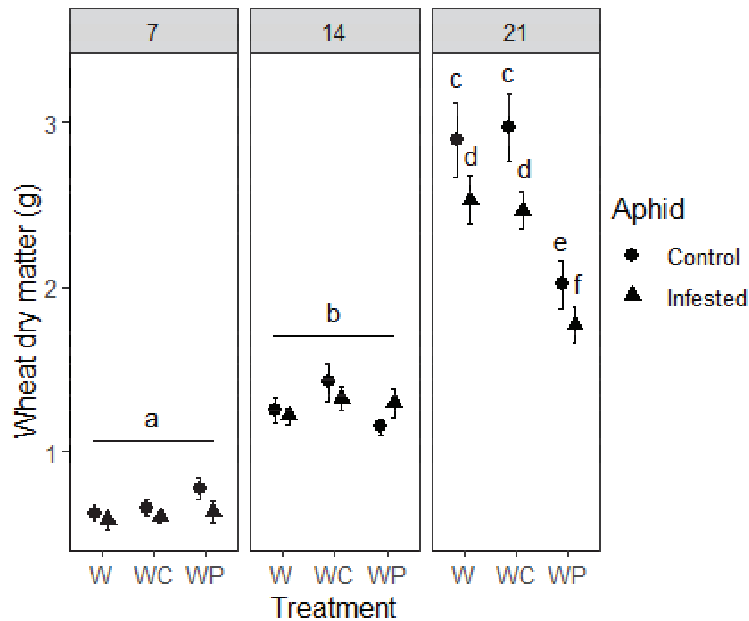 7 14 21
c c
3
d
d
e
f
2
b
a
1
Wheat dry matter (g)
W WC WP W WC WP W WC WP
Treatment
Aphid
Control
Infested